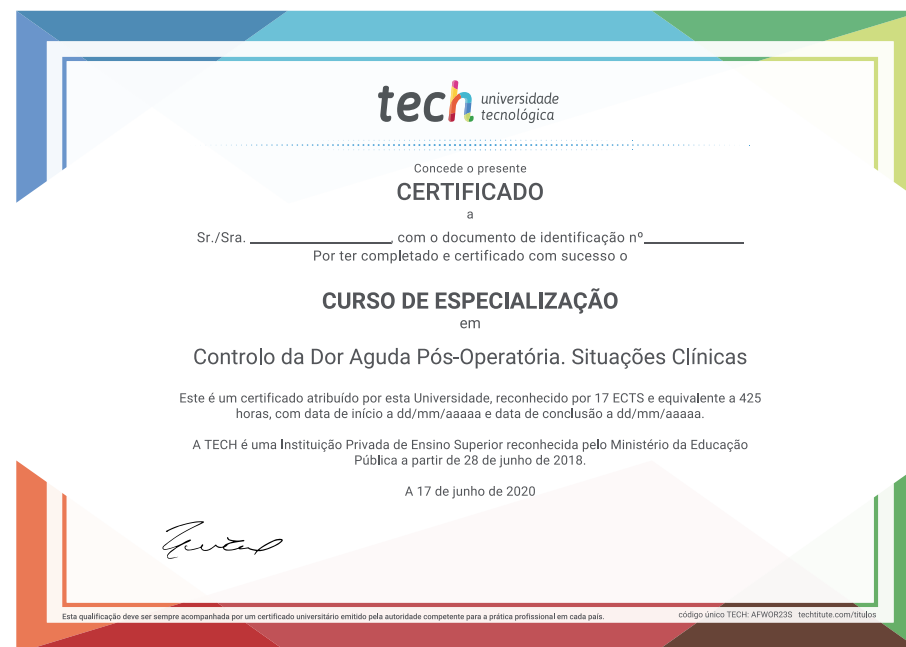 tech universidade
tecnológica
Concede o presente
CERTIFICADO
a
Sr./Sra. ____________________, com o documento de identificação nº______________
Por ter completado e certificado com sucesso o
CURSO DE ESPECIALIZAÇÃO
em
Controlo da Dor Aguda Pós-Operatória. Situações Clínicas
Este é um certificado atribuído por esta Universidade, reconhecido por 17 ECTS e equivalente a 425
horas, com data de início a dd/mm/aaaaa e data de conclusão a dd/mm/aaaaa.
A TECH é uma Instituição Privada de Ensino Superior reconhecida pelo Ministério da Educação
Pública a partir de 28 de junho de 2018.
A 17 de junho de 2020
Esta qualificação deve ser sempre acompanhada por um certificado universitário emitido pela autoridade competente para a prática profissional em cada país.
código único TECH: AFWOR23S techtitute.com/titulos